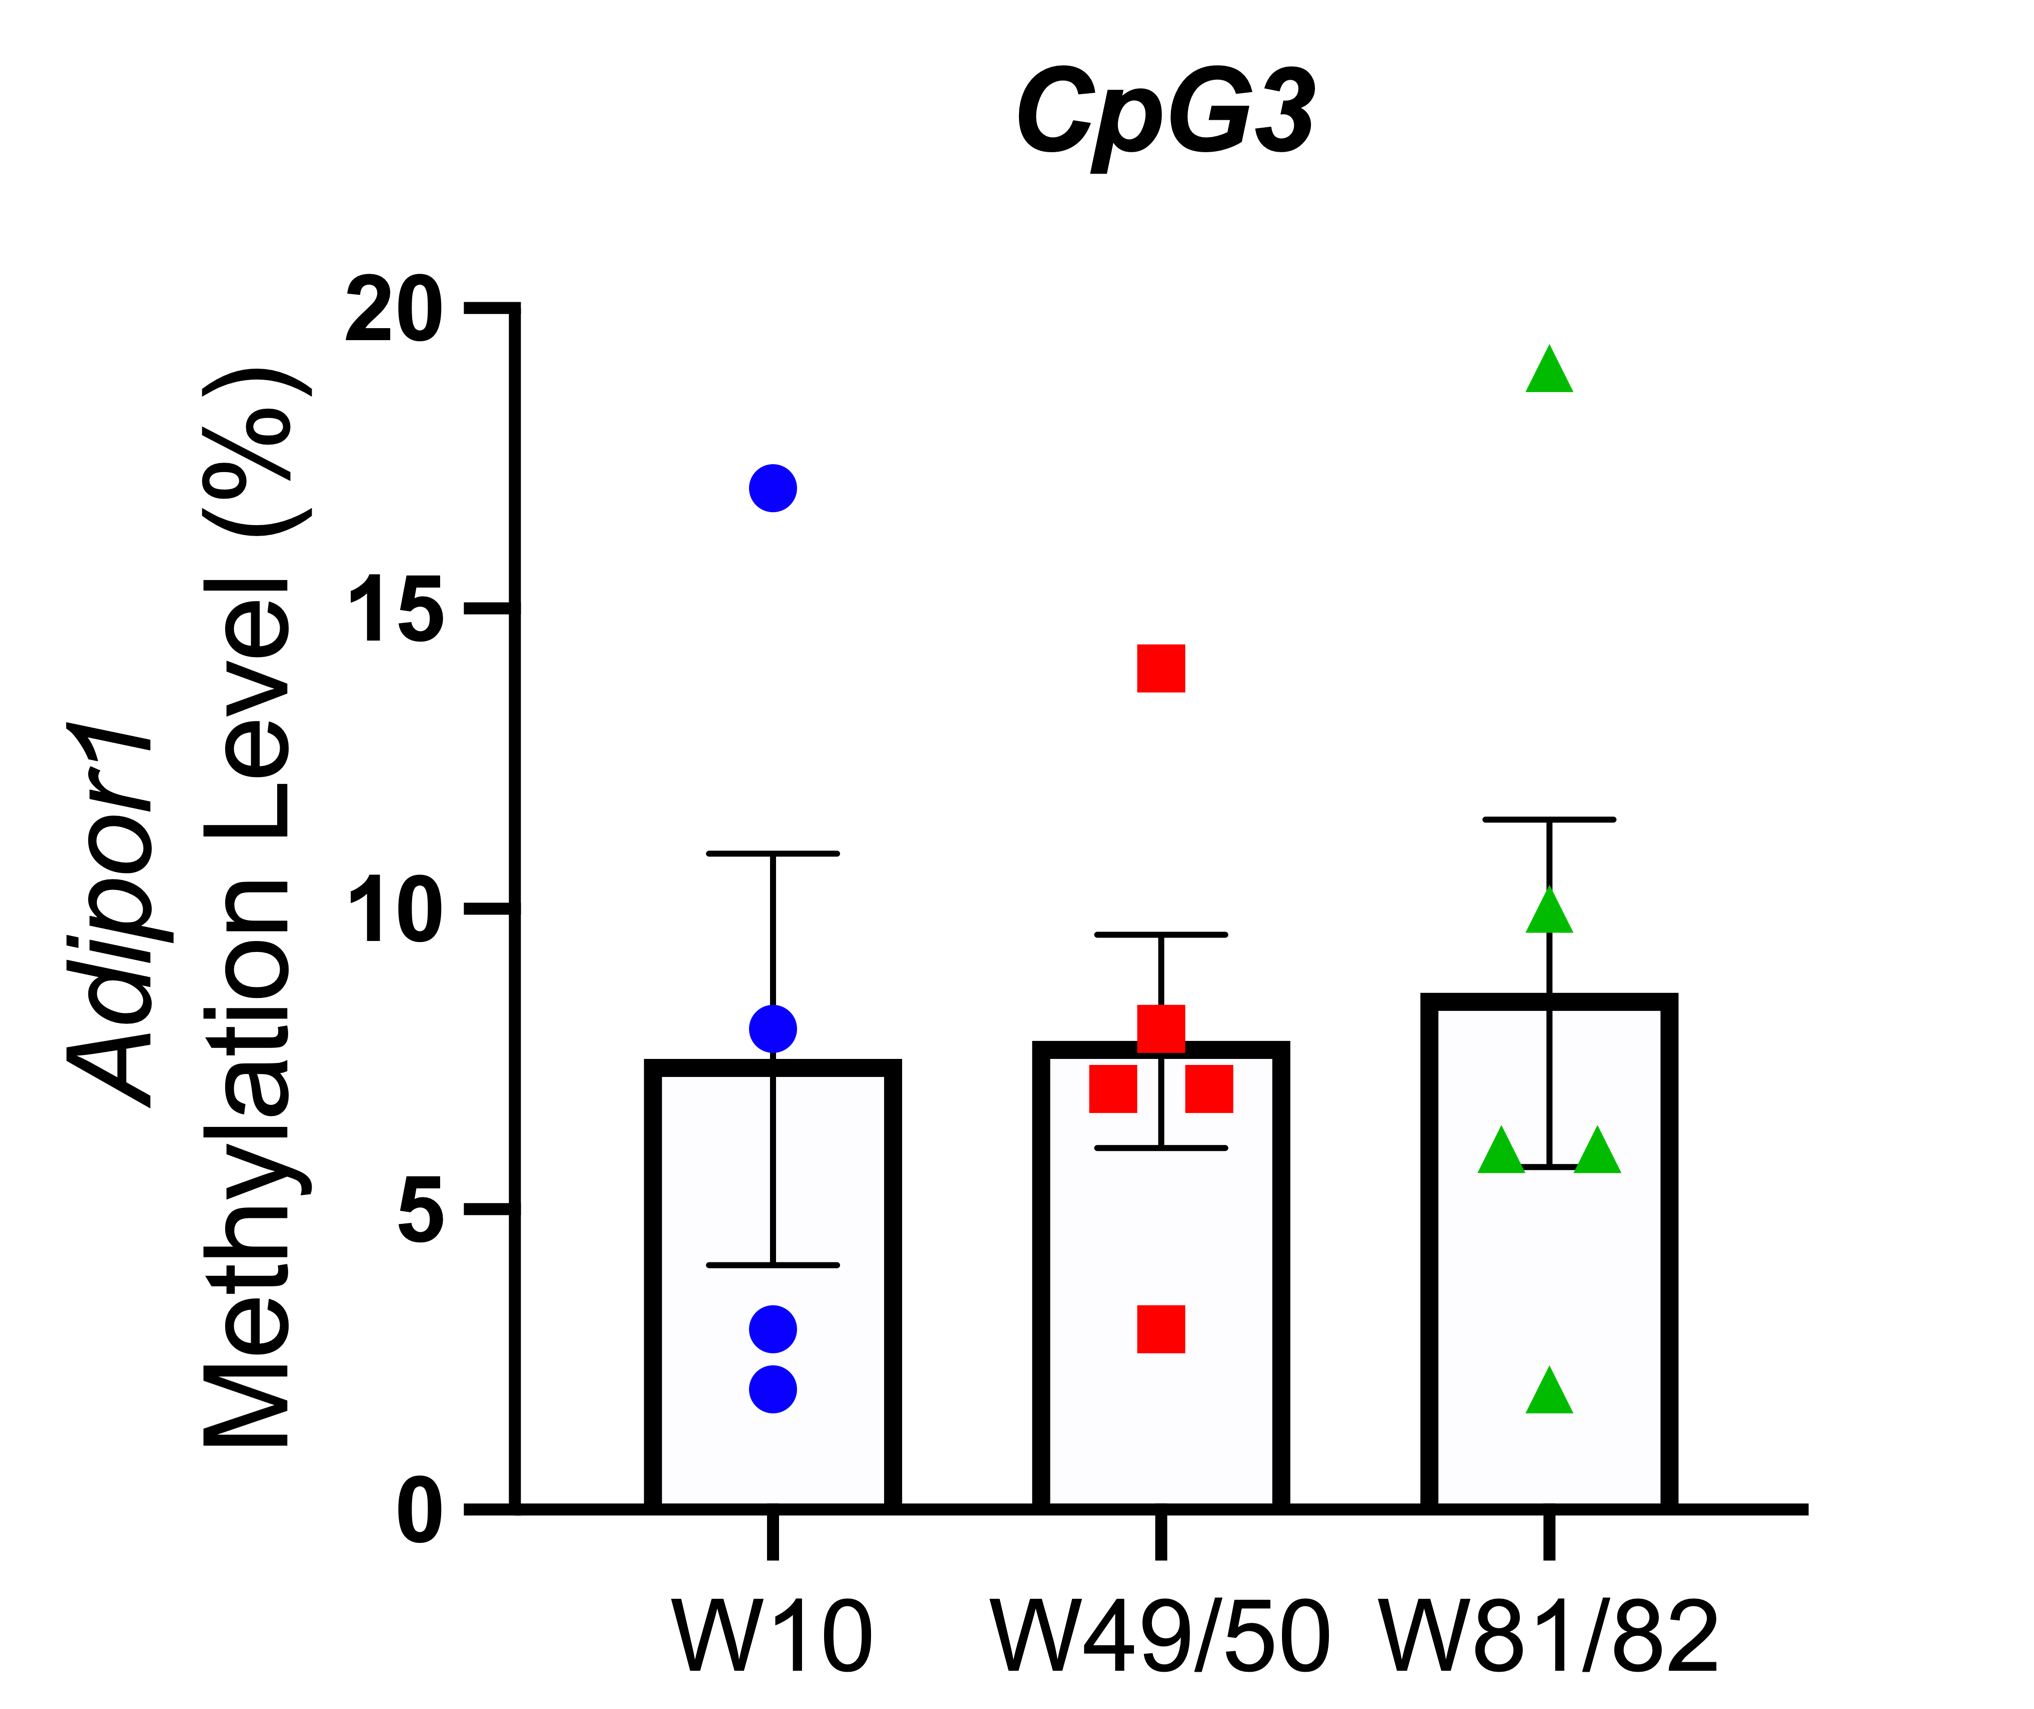 CpG3
Adipor1
Methylation Level (%)
20
15
10
5
0
W10
W49/50
W81/82